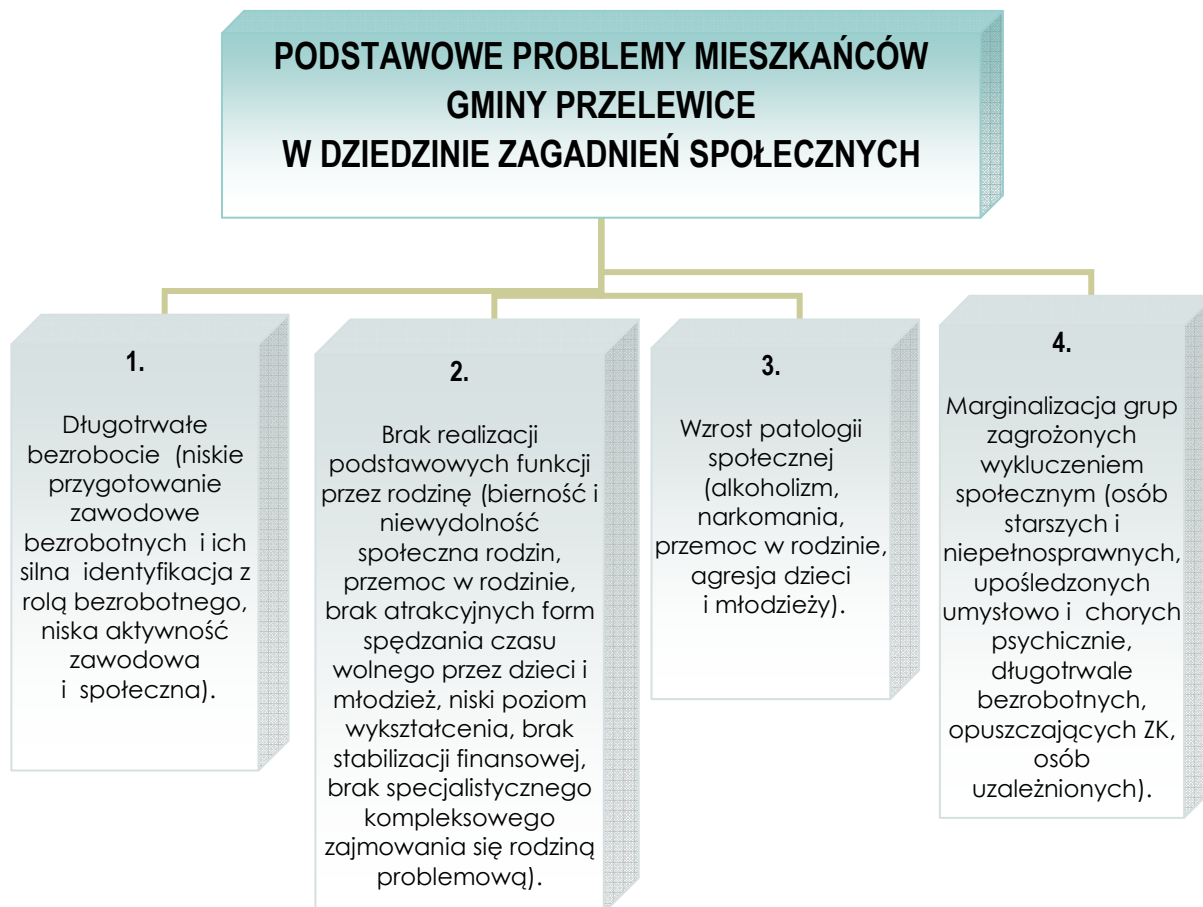 PODSTAWOWE PROBLEMY MIESZKAŃCÓW
GMINY PRZELEWICE
W DZIEDZINIE ZAGADNIEŃ SPOŁECZNYCH
1.
Długotrwałe
bezrobocie (niskie
przygotowanie
zawodowe
bezrobotnych i ich
silna identyfikacja z
rolą bezrobotnego,
niska aktywność
zawodowa
i społeczna).
2.
Brak realizacji
podstawowych funkcji
przez rodzinę (bierność i
niewydolność
społeczna rodzin,
przemoc w rodzinie,
brak atrakcyjnych form
spędzania czasu
wolnego przez dzieci i
młodzież, niski poziom
wykształcenia, brak
stabilizacji finansowej,
brak specjalistycznego
kompleksowego
zajmowania się rodziną
problemową).
3.
Wzrost patologii
społecznej
(alkoholizm,
narkomania,
przemoc w rodzinie,
agresja dzieci
i młodzieży).
4.
Marginalizacja grup
zagrożonych
wykluczeniem
społecznym (osób
starszych i
niepełnosprawnych,
upośledzonych
umysłowo i chorych
psychicznie,
długotrwale
bezrobotnych,
opuszczających ZK,
osób
uzależnionych).